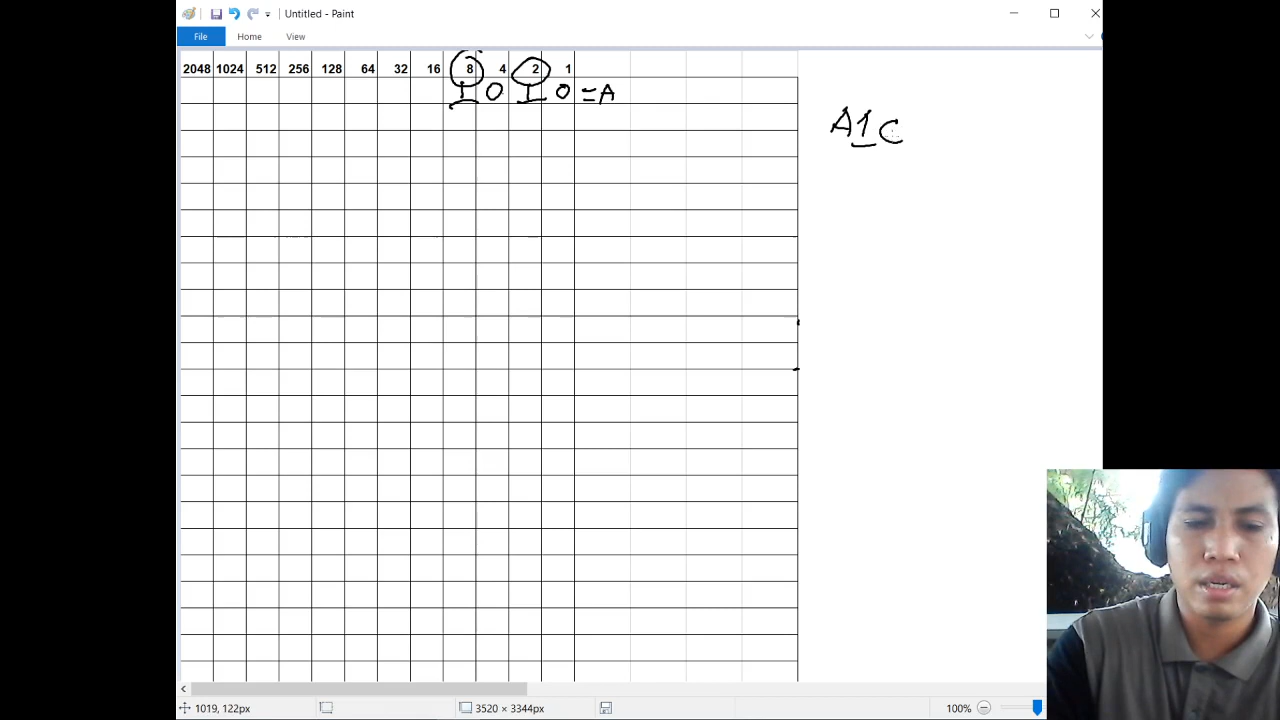 Untitled - Paint
File Home View
2048 1024 512 256 128 64 32 16 8 4 2 1
1 0 1 0 = A
A1C
1019, 122px 3520 × 3344px 100%